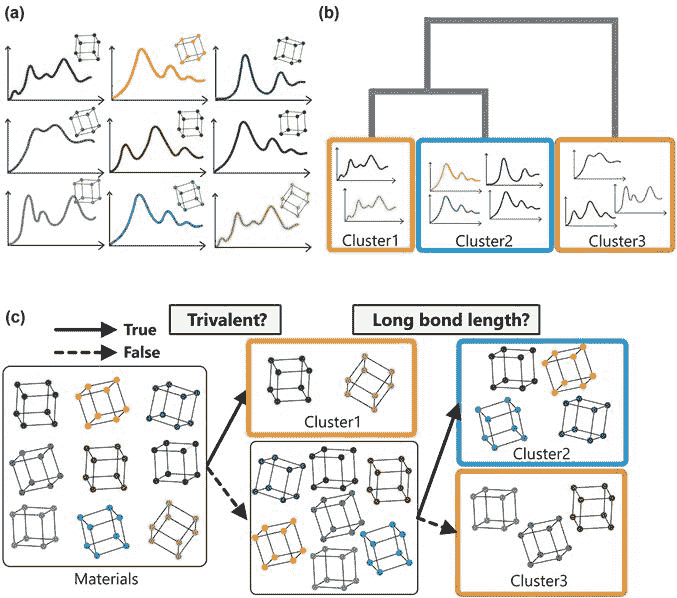 (a)
(b)
Cluster1
Cluster2
Cluster3
(c)
True
False
Trivalent?
Long bond length?
Materials
Cluster1
Cluster2
Cluster3